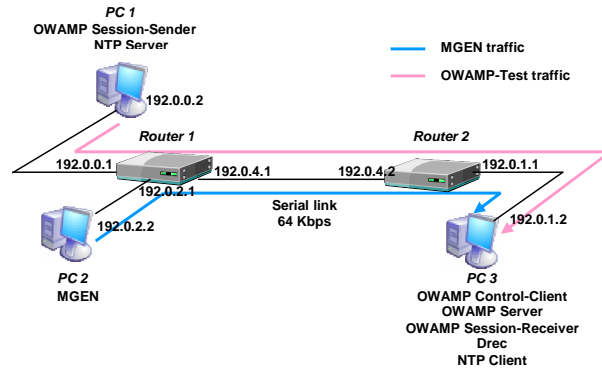 PC 1
OWAMP Session-Sender
NTP Server
MGEN traffic
OWAMP-Test traffic
192.0.0.2
Router 1
Router 2
192.0.0.1
192.0.4.1
192.0.4.2
192.0.1.1
192.0.2.1
Serial link
64 Kbps
192.0.2.2
192.0.1.2
PC 2
MGEN
PC 3
OWAMP Control-Client
OWAMP Server
OWAMP Session-Receiver
Drec
NTP Client